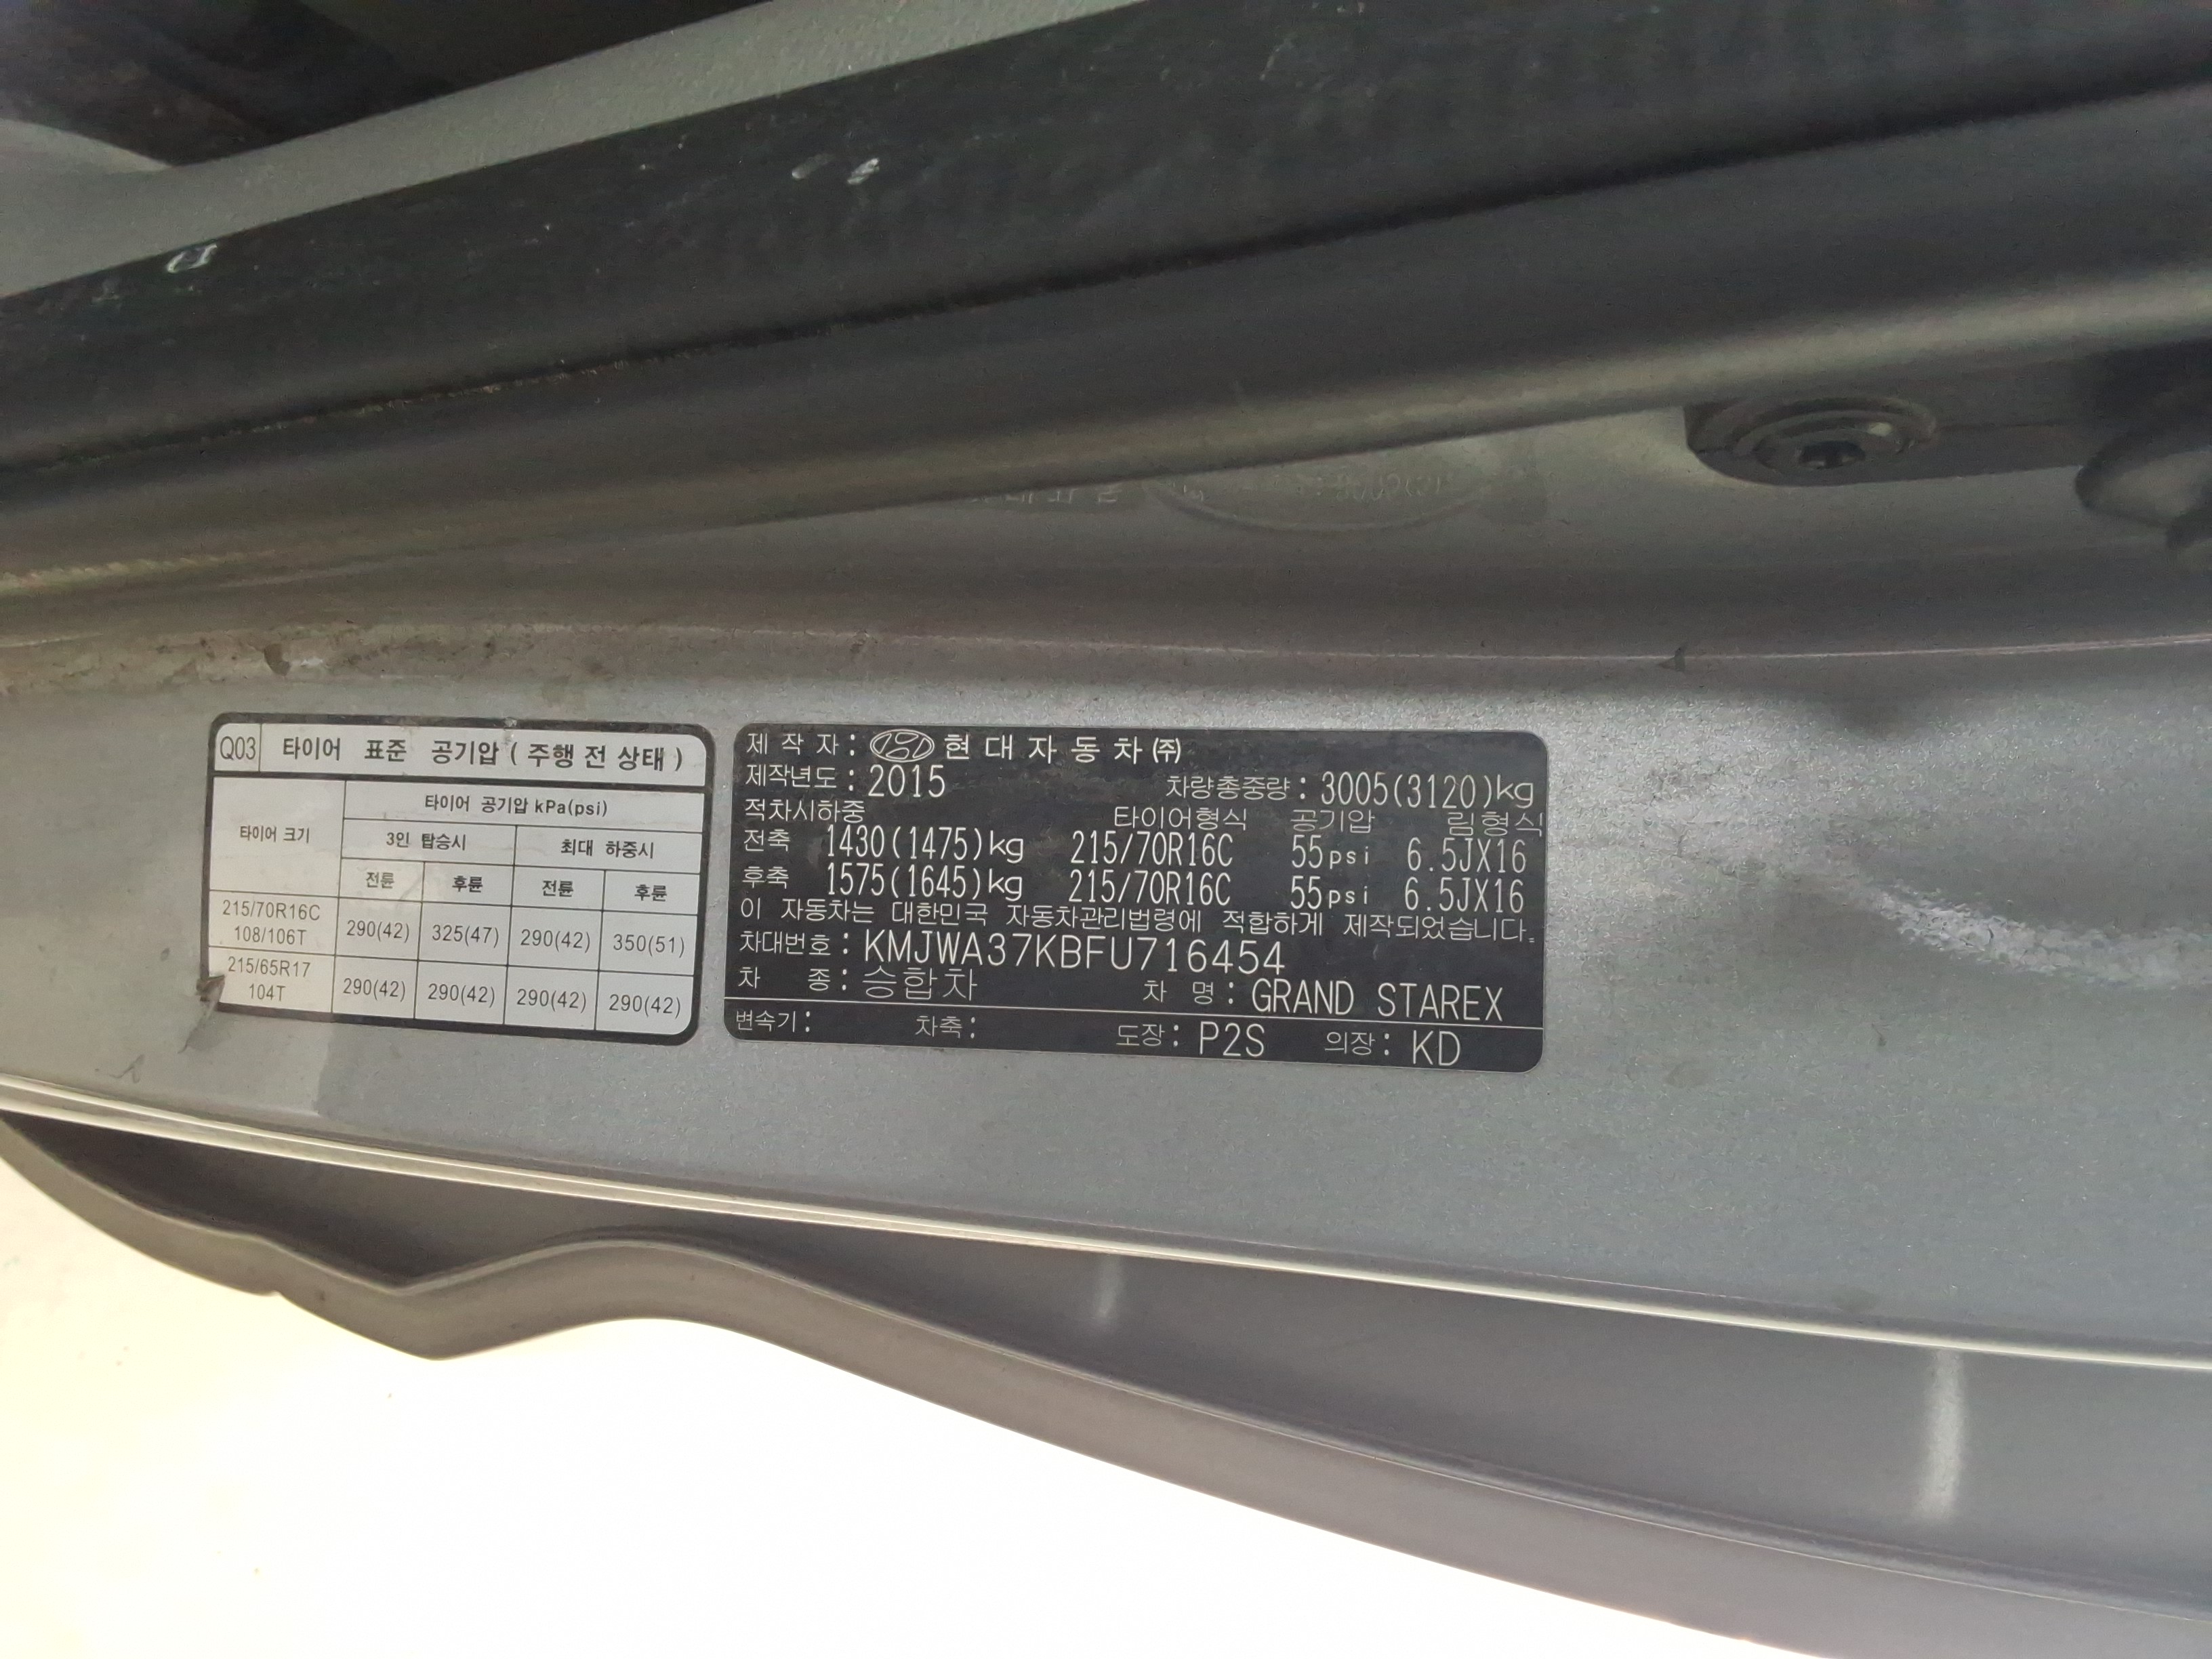 Q03 타이어 표준 공기압 ( 주행 전 상태 )
타이어 크기
타이어 공기압 kPa(psi)
3인 탑승시 최대 하중시
전륜 후륜 전륜 후륜
215/70R16C
108/106T
290(42) 325(47) 290(42) 350(51)
215/65R17
104T
290(42) 290(42) 290(42) 290(42)
제 작 자 : 현 대 자 동 차 ㈜
제작년도 : 2015 차량총중량 : 3005(3120)kg
적차시하중 타이어형식 공기압 림형식
전축 1430(1475)kg 215/70R16C 55psi 6.5JX16
후축 1575(1645)kg 215/70R16C 55psi 6.5JX16
이 자동차는 대한민국 자동차관리법령에 적합하게 제작되었습니다.
차대번호 : KMJWA37KBFU716454
차 종 : 승합차 차 명 : GRAND STAREX
변속기 : 차축 : 도장 : P2S 의장 : KD